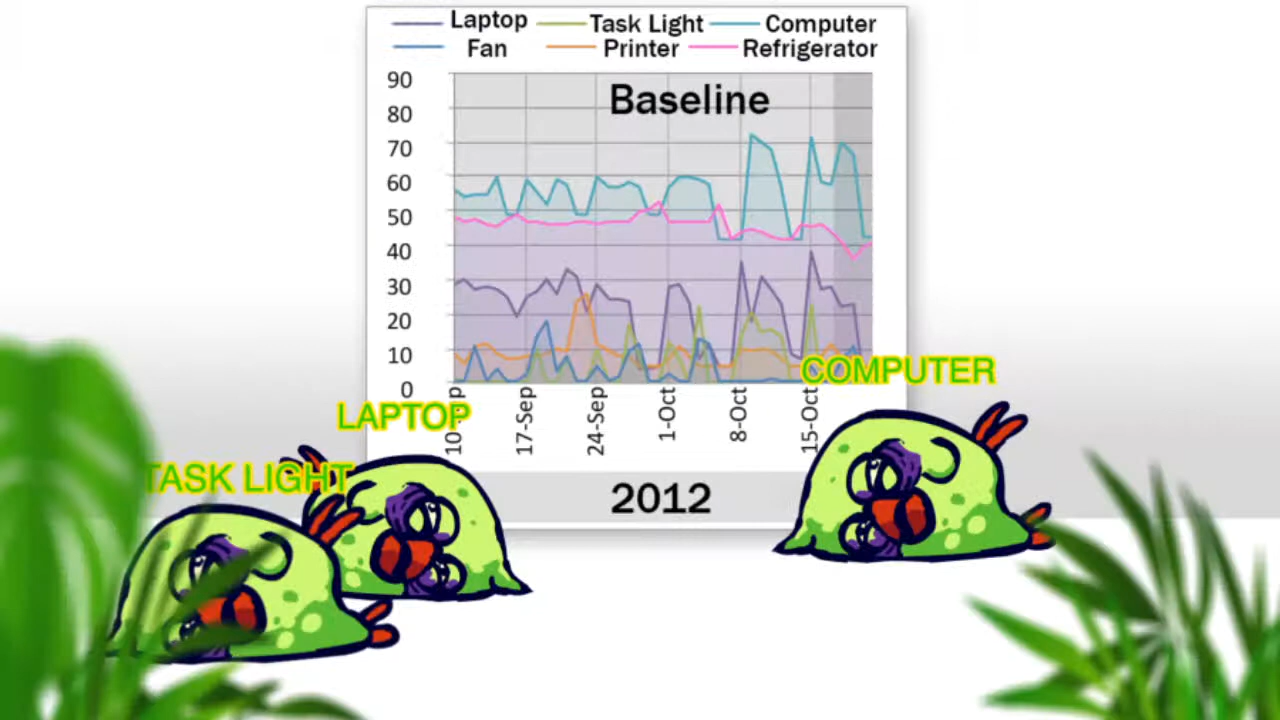 Laptop Task Light Computer
Fan Printer Refrigerator
Baseline
90
80
70
60
50
40
30
20
10
0
17-Sep
24-Sep
1-Oct
8-Oct
15-Oct
2012
COMPUTER
LAPTOP
TASK LIGHT